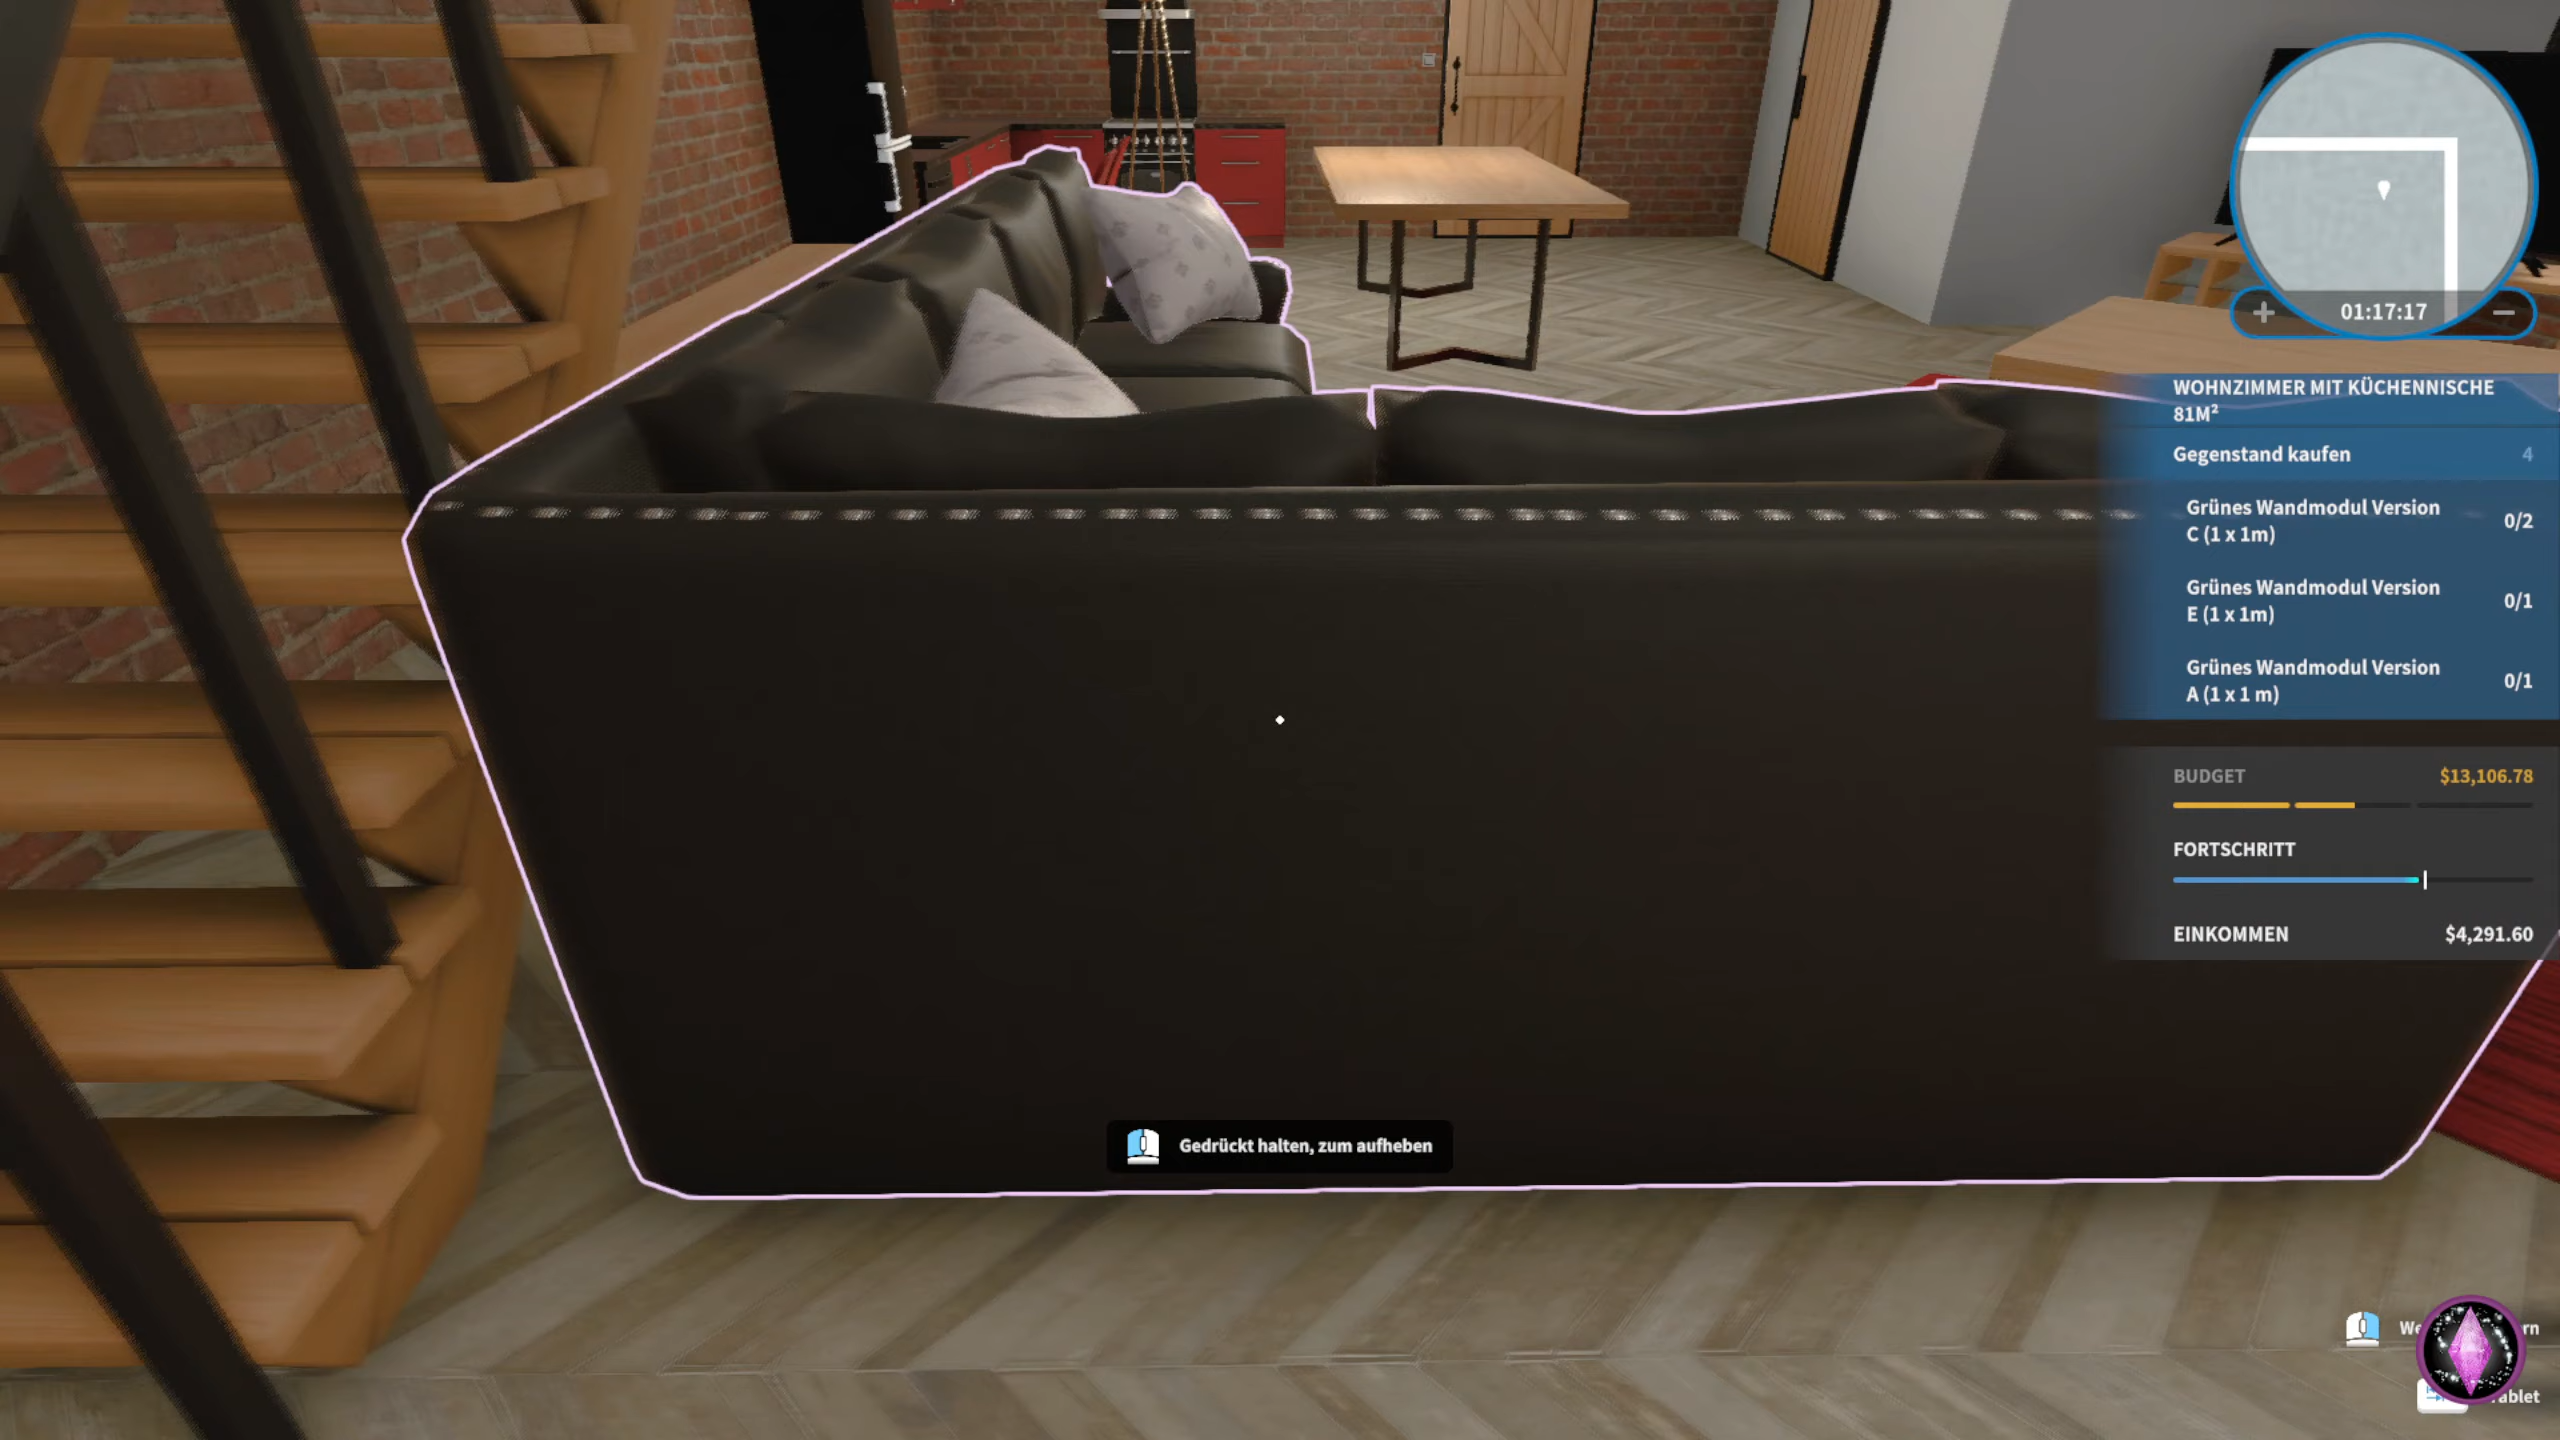 01:17:17
WOHNZIMMER MIT KÜCHENNISCHE
81M²
Gegenstand kaufen 4
Grünes Wandmodul Version
C (1 x 1m) 0/2
Grünes Wandmodul Version
E (1 x 1m) 0/1
Grünes Wandmodul Version
A (1 x 1 m) 0/1
BUDGET $13,106.78
FORTSCHRITT
EINKOMMEN $4,291.60
Gedrückt halten, zum aufheben